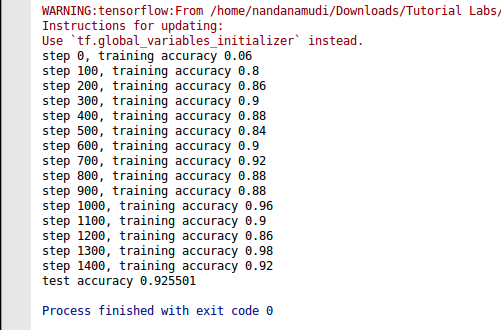 WARNING:tensorflow:From /home/nandanamudi/Downloads/Tutorial Labs/
Instructions for updating:
Use `tf.global_variables_initializer` instead.
step 0, training accuracy 0.06
step 100, training accuracy 0.8
step 200, training accuracy 0.86
step 300, training accuracy 0.9
step 400, training accuracy 0.88
step 500, training accuracy 0.84
step 600, training accuracy 0.9
step 700, training accuracy 0.92
step 800, training accuracy 0.88
step 900, training accuracy 0.88
step 1000, training accuracy 0.96
step 1100, training accuracy 0.9
step 1200, training accuracy 0.86
step 1300, training accuracy 0.98
step 1400, training accuracy 0.92
test accuracy 0.925501
Process finished with exit code 0